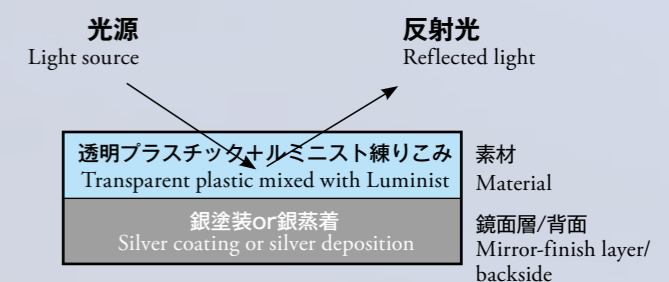 光源
Light source
反射光
Reflected light
透明プラスチック+ルミニスト練りこみ
Transparent plastic mixed with Luminist
素材
Material
銀塗装or銀蒸着
Silver coating or silver deposition
鏡面層/背面
Mirror-finish layer/
backside